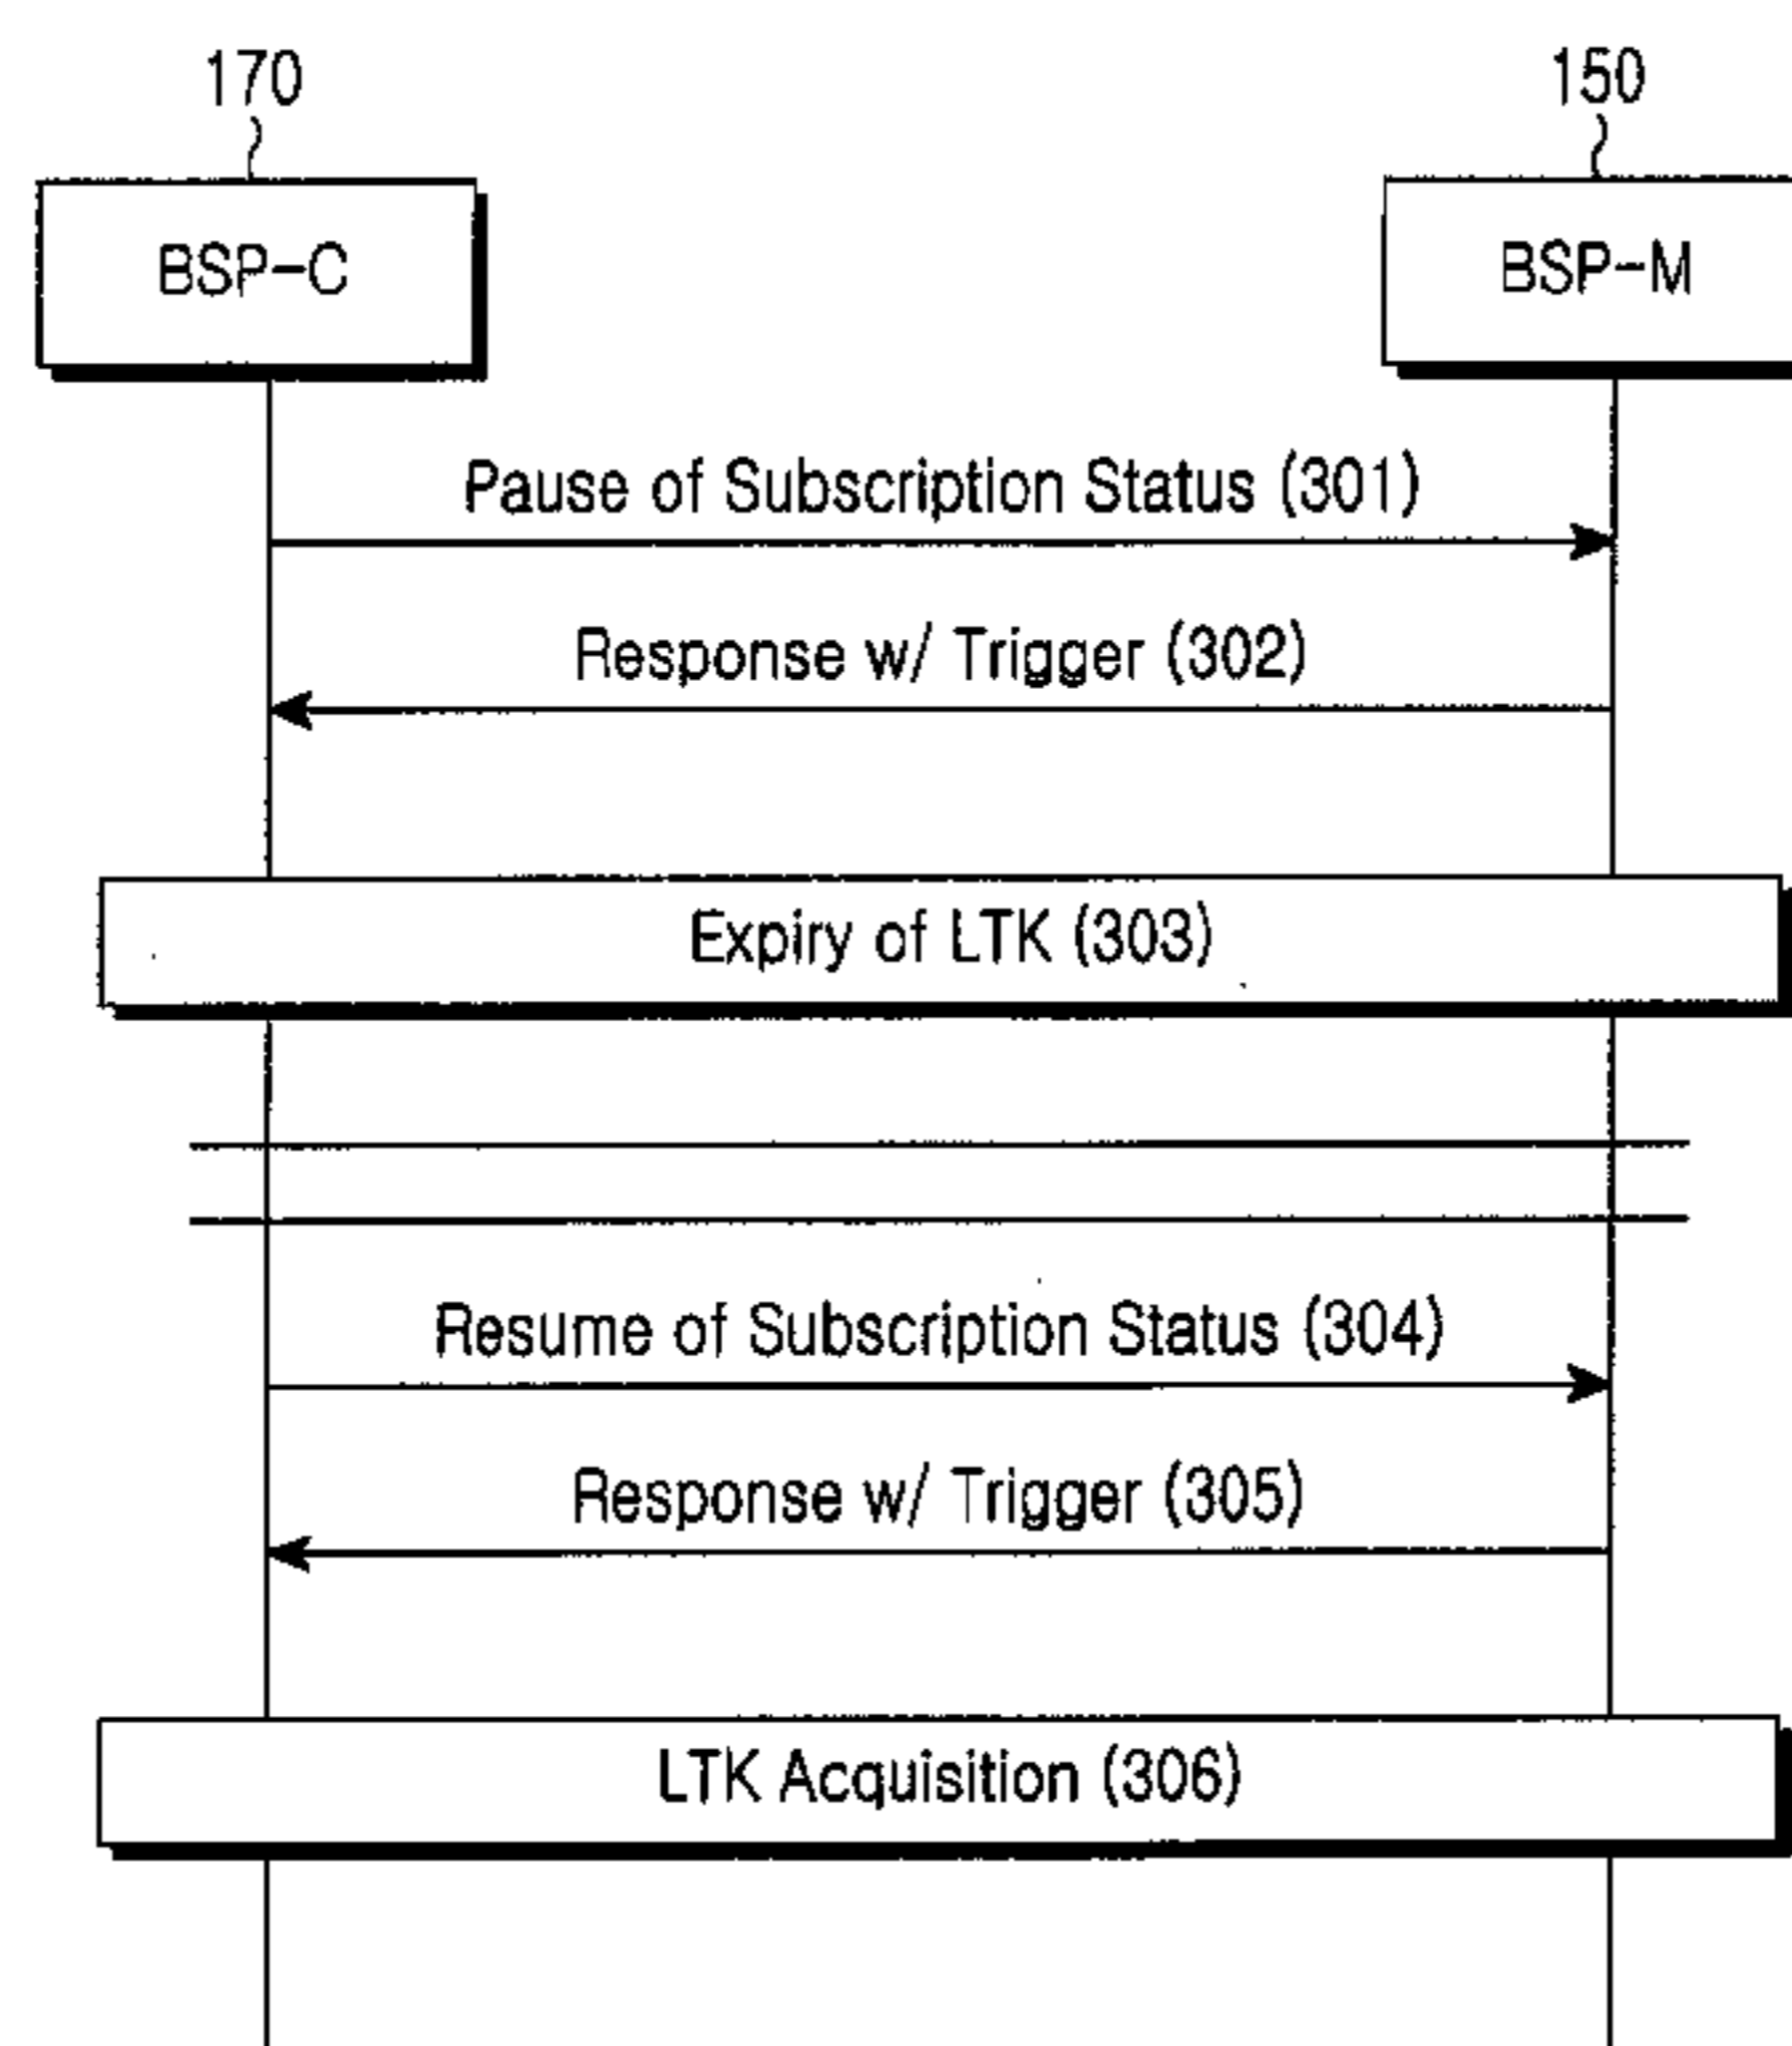 170
150
BSP-C
BSP-M
Pause of Subscription Status (301)
Response w/ Trigger (302)
Expiry of LTK (303)
Resume of Subscription Status (304)
Response w/ Trigger (305)
LTK Acquisition (306)